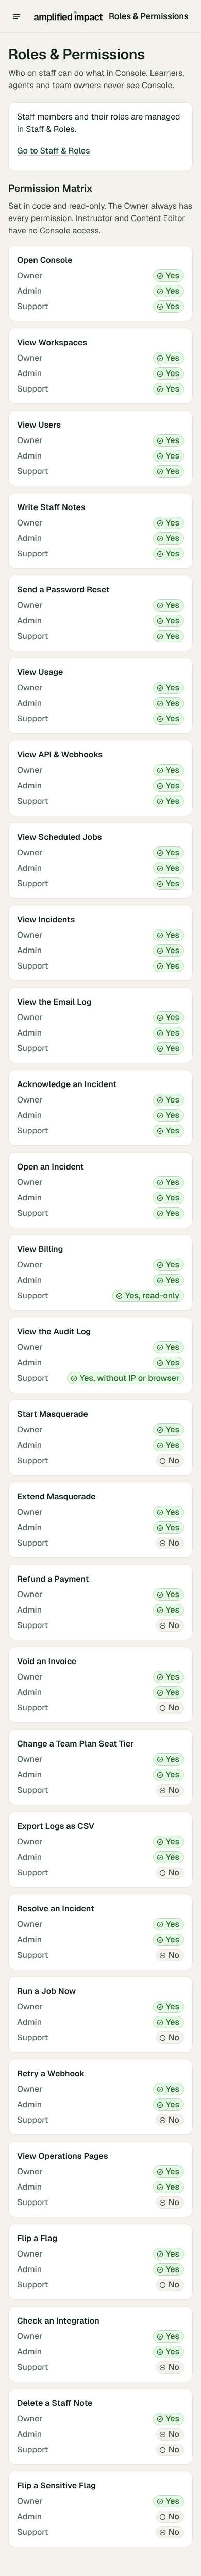 amplified impact Roles & Permissions
Roles & Permissions
Who on staff can do what in Console. Learners,
agents and team owners never see Console.
Staff members and their roles are managed
in Staff & Roles.
Go to Staff & Roles
Permission Matrix
Set in code and read-only. The Owner always has
every permission. Instructor and Content Editor
have no Console access.
Open Console
Owner Yes
Admin Yes
Support Yes
View Workspaces
Owner Yes
Admin Yes
Support Yes
View Users
Owner Yes
Admin Yes
Support Yes
Write Staff Notes
Owner Yes
Admin Yes
Support Yes
Send a Password Reset
Owner Yes
Admin Yes
Support Yes
View Usage
Owner Yes
Admin Yes
Support Yes
View API & Webhooks
Owner Yes
Admin Yes
Support Yes
View Scheduled Jobs
Owner Yes
Admin Yes
Support Yes
View Incidents
Owner Yes
Admin Yes
Support Yes
View the Email Log
Owner Yes
Admin Yes
Support Yes
Acknowledge an Incident
Owner Yes
Admin Yes
Support Yes
Open an Incident
Owner Yes
Admin Yes
Support Yes
View Billing
Owner Yes
Admin Yes
Support Yes, read-only
View the Audit Log
Owner Yes
Admin Yes
Support Yes, without IP or browser
Start Masquerade
Owner Yes
Admin Yes
Support No
Extend Masquerade
Owner Yes
Admin Yes
Support No
Refund a Payment
Owner Yes
Admin Yes
Support No
Void an Invoice
Owner Yes
Admin Yes
Support No
Change a Team Plan Seat Tier
Owner Yes
Admin Yes
Support No
Export Logs as CSV
Owner Yes
Admin Yes
Support No
Resolve an Incident
Owner Yes
Admin Yes
Support No
Run a Job Now
Owner Yes
Admin Yes
Support No
Retry a Webhook
Owner Yes
Admin Yes
Support No
View Operations Pages
Owner Yes
Admin Yes
Support No
Flip a Flag
Owner Yes
Admin Yes
Support No
Check an Integration
Owner Yes
Admin Yes
Support No
Delete a Staff Note
Owner Yes
Admin No
Support No
Flip a Sensitive Flag
Owner Yes
Admin No
Support No